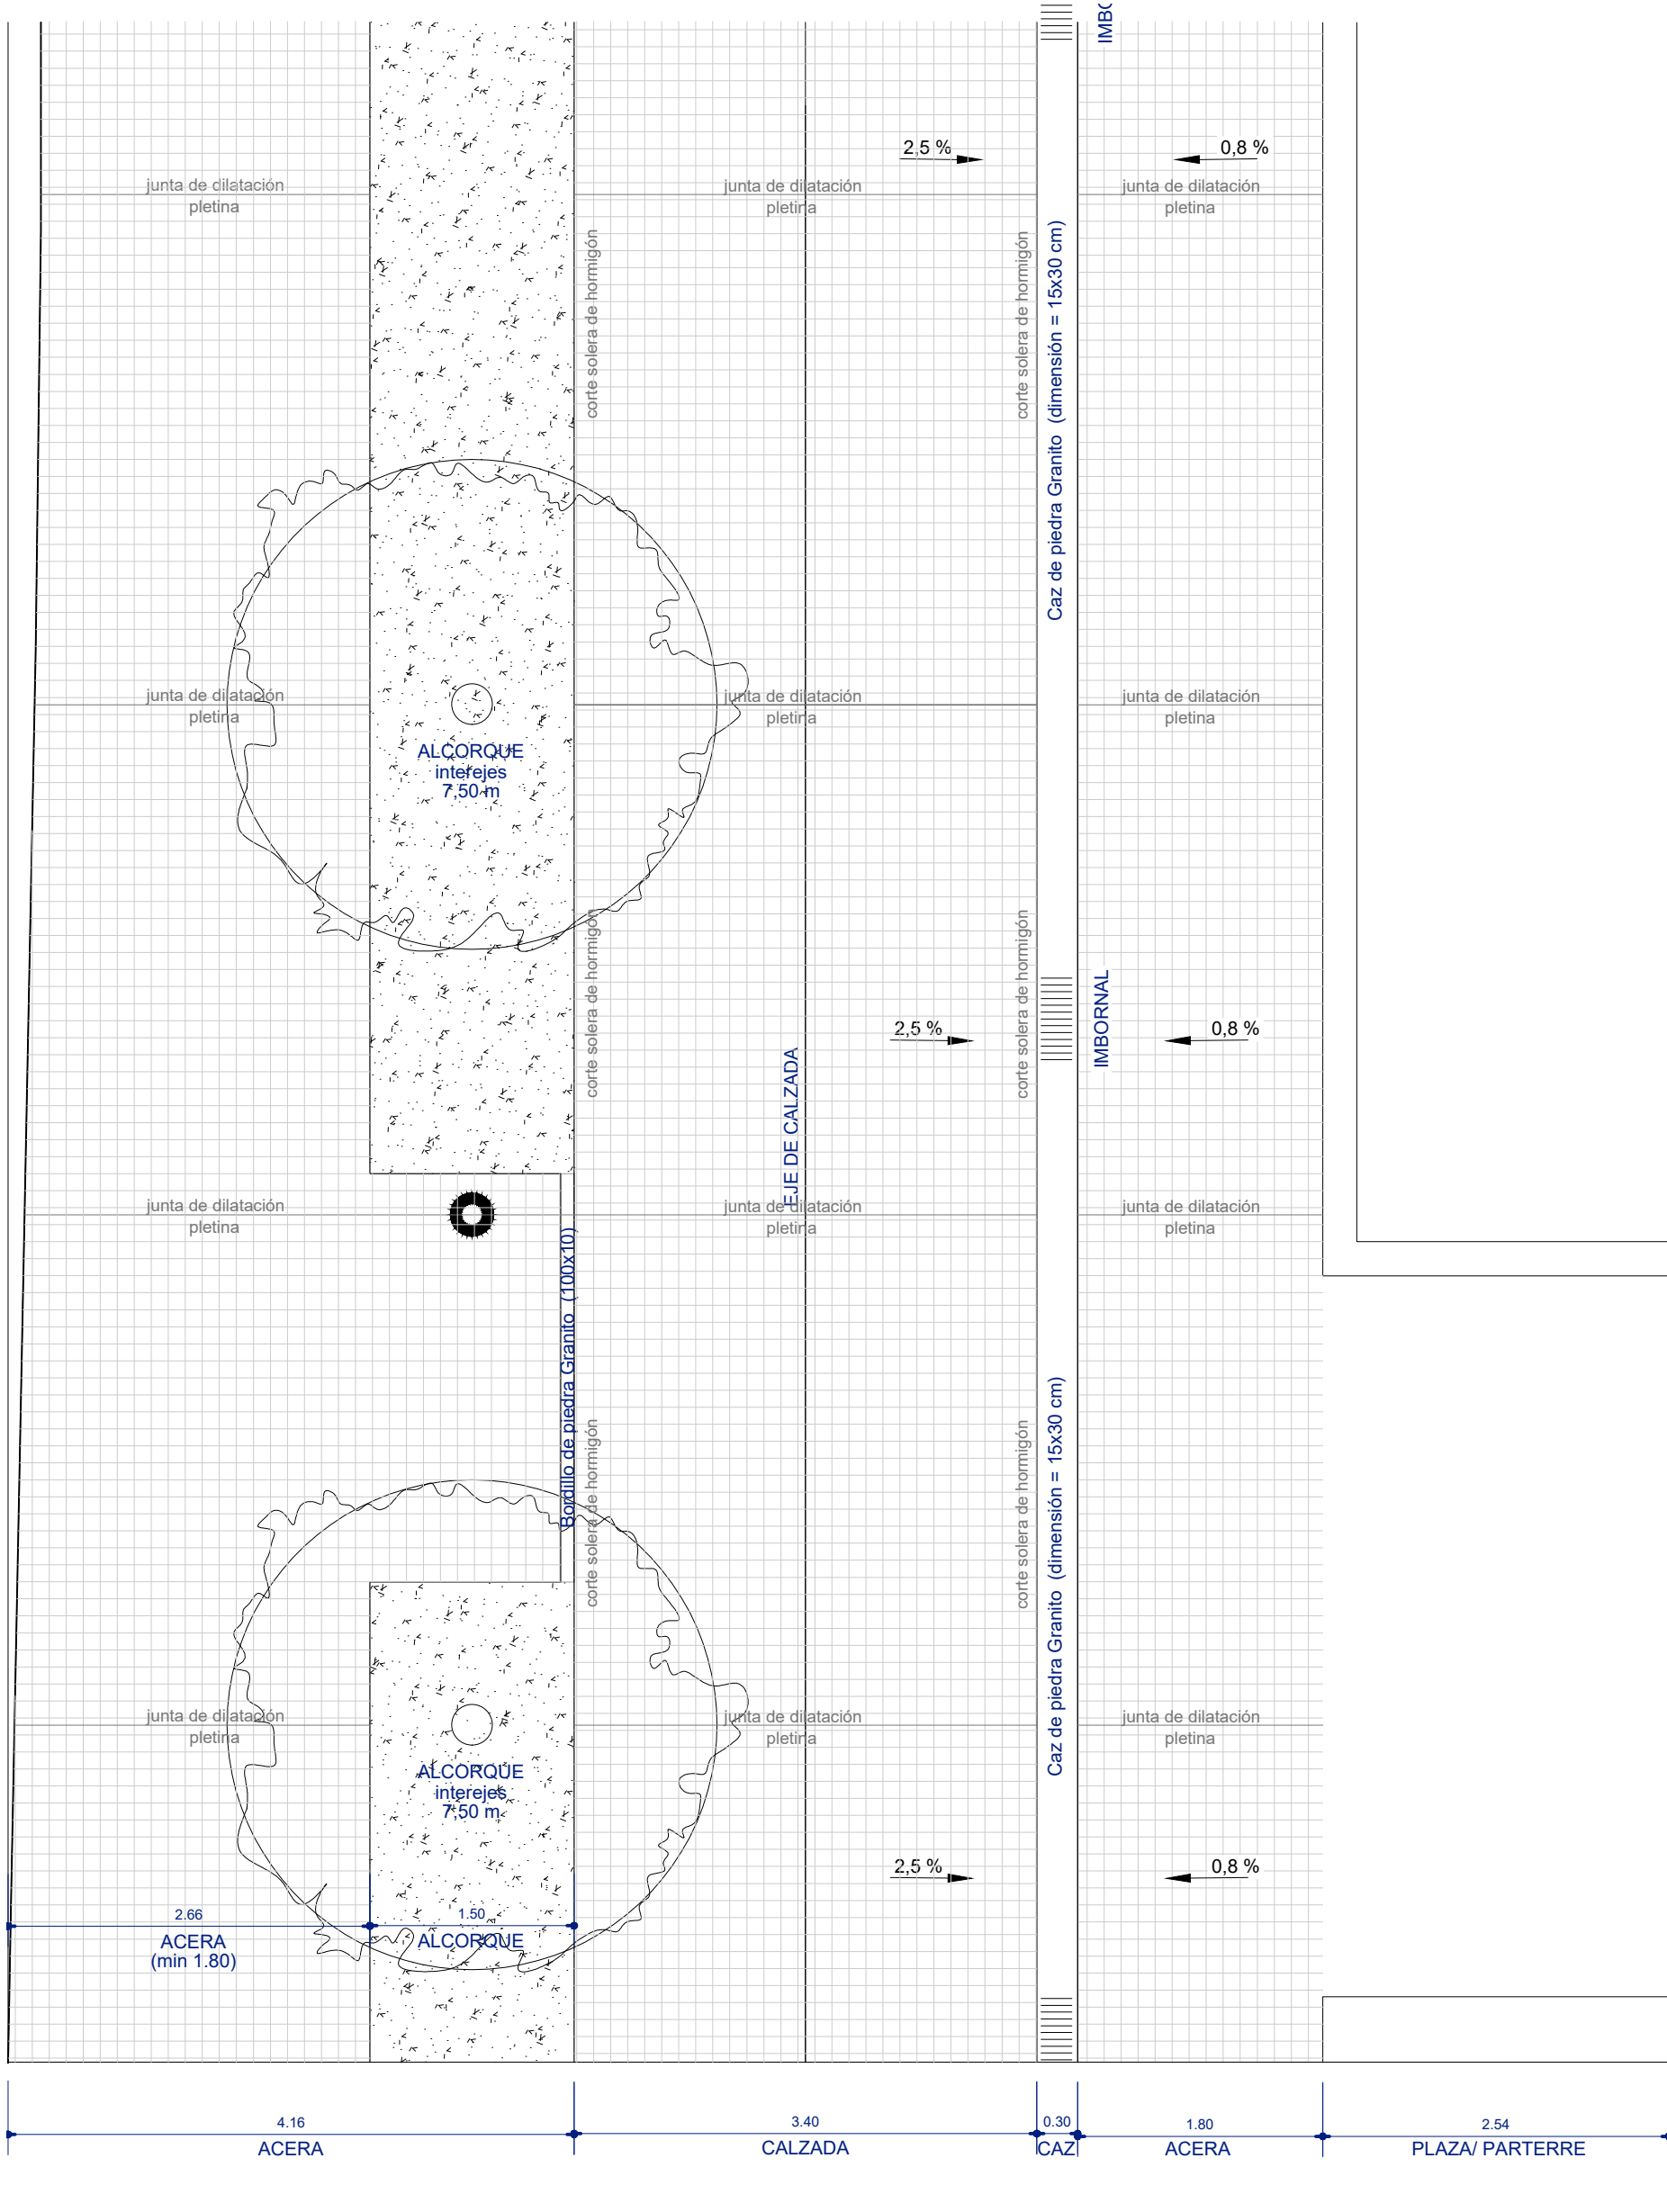 IMBO
2,5 %
0,8 %
junta de dilatación
pletina
junta de dilatación
pletina
junta de dilatación
pletina
corte solera de hormigón
corte solera de hormigón
Caz de piedra Granito (dimensión = 15x30 cm)
junta de dilatación
pletina
junta de dilatación
pletina
junta de dilatación
pletina
ALCORQUE
interejes
7,50 m
corte solera de hormigón
corte solera de hormigón
IMBORNAL
2,5 %
0,8 %
EJE DE CALZADA
junta de dilatación
pletina
junta de dilatación
pletina
junta de dilatación
pletina
Bordillo de piedra Granito (100x10)
corte solera de hormigón
corte solera de hormigón
Caz de piedra Granito (dimensión = 15x30 cm)
junta de dilatación
pletina
junta de dilatación
pletina
junta de dilatación
pletina
ALCORQUE
interejes
7,50 m
2,5 %
0,8 %
2.66
ACERA
(min 1.80)
1.50
ALCORQUE
4.16
ACERA
3.40
CALZADA
0.30
CAZ
1.80
ACERA
2.54
PLAZA/ PARTERRE